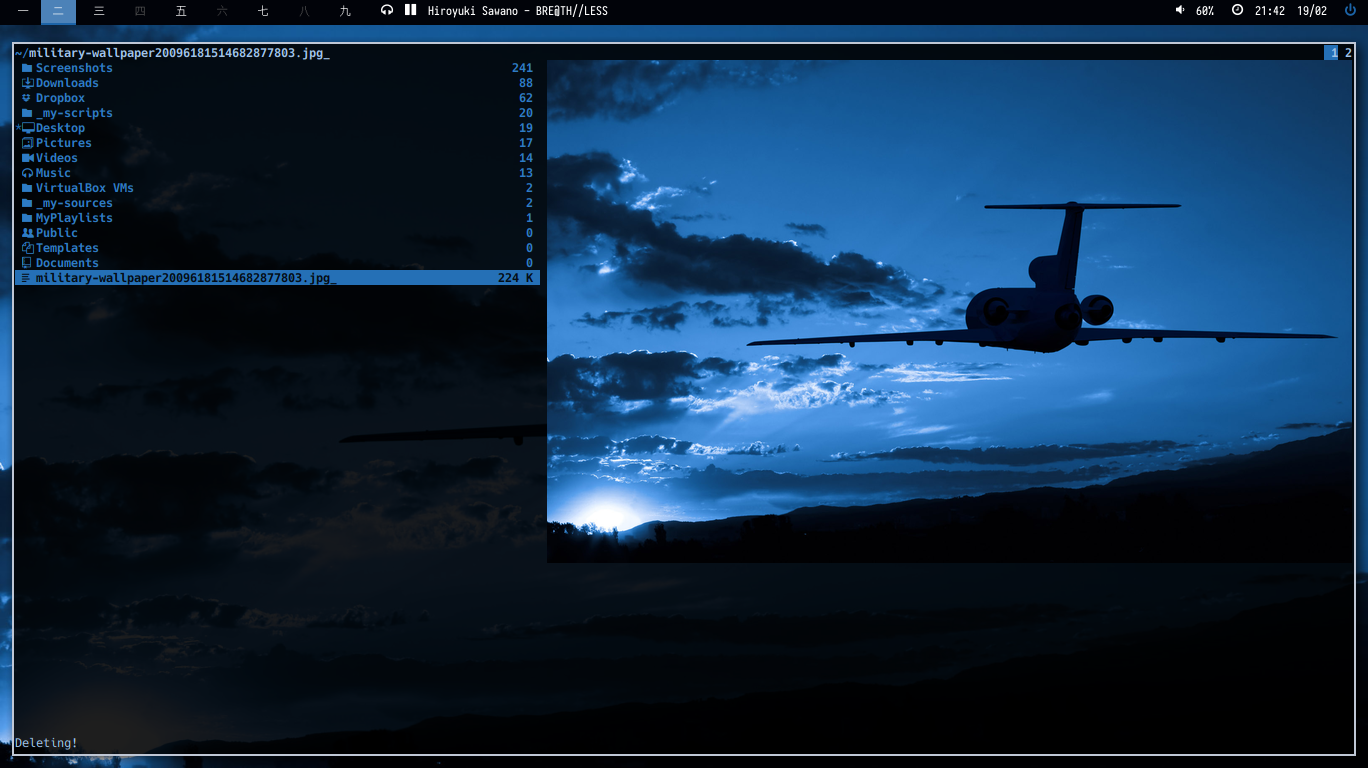 一 二 三 四 五 六 七 八 九 Hiroyuki Sawano - BRE@TH//LESS 60% 21:42 19/02
~/military-wallpaper20096181514682877803.jpg_ 1 2
Screenshots 241
Downloads 88
Dropbox 62
_my-scripts 20
*Desktop 19
Pictures 17
Videos 14
Music 13
VirtualBox VMs 2
_my-sources 2
MyPlaylists 1
Public 0
Templates 0
Documents 0
military-wallpaper20096181514682877803.jpg_ 224 K
Deleting!